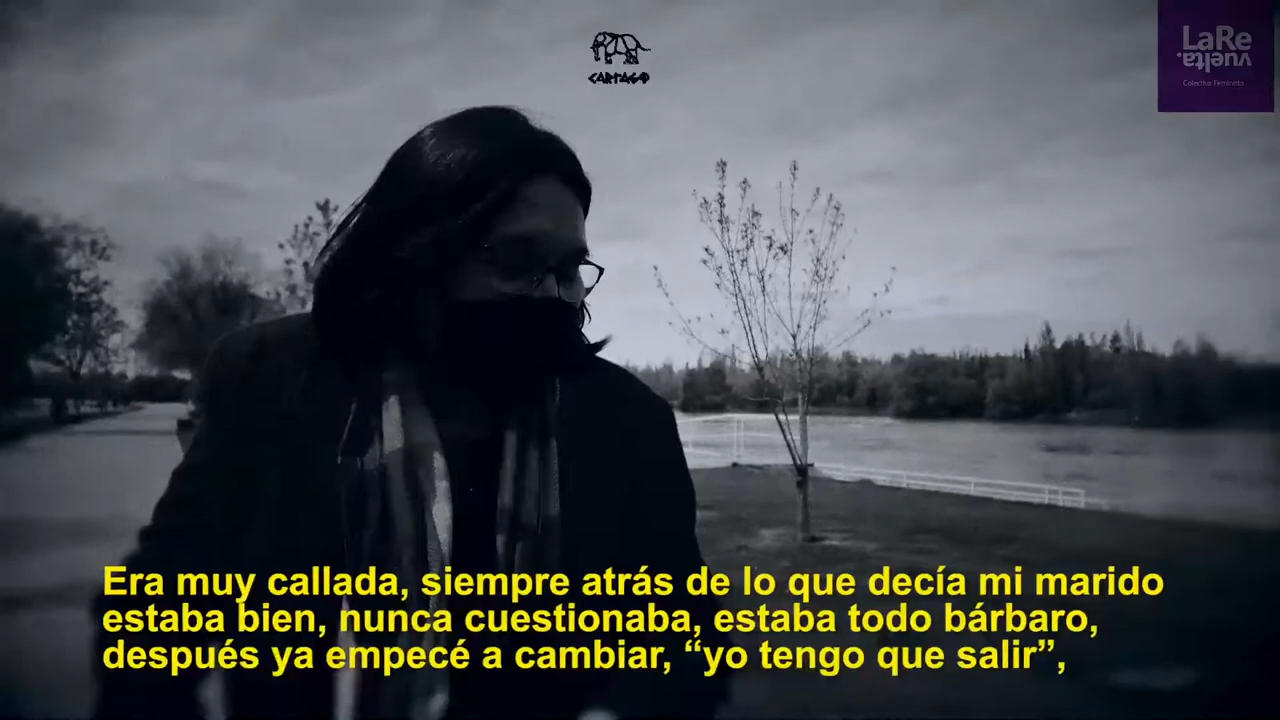 CARTAGO
LaRe
vuelta.
Colectiva Feminista
Era muy callada, siempre atrás de lo que decía mi marido
estaba bien, nunca cuestionaba, estaba todo bárbaro,
después ya empecé a cambiar, “yo tengo que salir”,